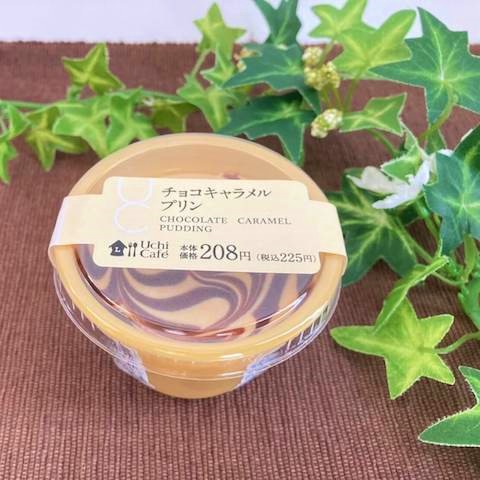 チョコキャラメル
プリン
CHOCOLATE CARAMEL
PUDDING
Uchi
Café
本体
価格 208円 (税込225円)